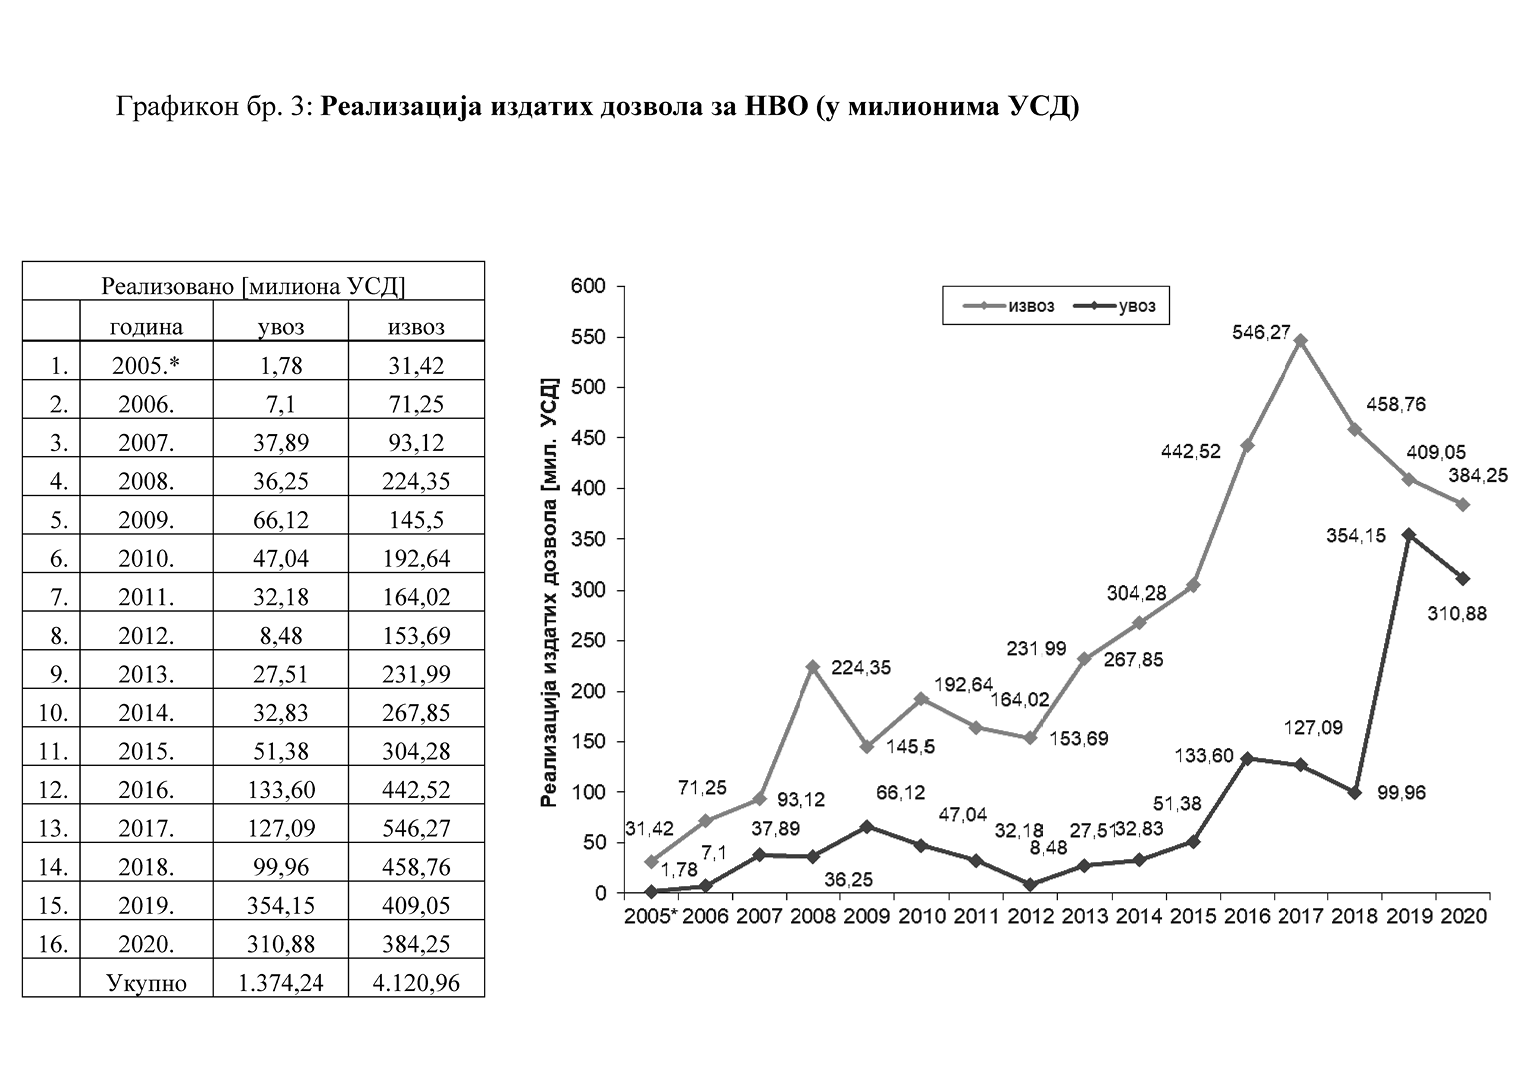 Графикон бр. 3: Реализација издатих дозвола за НВО (у милионима УСД)
Реализовано [милиона УСД]
година увоз извоз
1. 2005.* 1,78 31,42
2. 2006. 7,1 71,25
3. 2007. 37,89 93,12
4. 2008. 36,25 224,35
5. 2009. 66,12 145,5
6. 2010. 47,04 192,64
7. 2011. 32,18 164,02
8. 2012. 8,48 153,69
9. 2013. 27,51 231,99
10. 2014. 32,83 267,85
11. 2015. 51,38 304,28
12. 2016. 133,60 442,52
13. 2017. 127,09 546,27
14. 2018. 99,96 458,76
15. 2019. 354,15 409,05
16. 2020. 310,88 384,25
Укупно 1.374,24 4.120,96
Реализација издатих дозвола [мил. УСД]
600
550
500
450
400
350
300
250
200
150
100
50
0
извоз увоз
31,42
71,25
93,12
224,35
145,5
192,64
164,02
153,69
231,99
267,85
304,28
442,52
546,27
458,76
409,05
384,25
1,78
7,1
37,89
36,25
66,12
47,04
32,18
8,48
27,51
32,83
51,38
133,60
127,09
99,96
354,15
310,88
2005* 2006 2007 2008 2009 2010 2011 2012 2013 2014 2015 2016 2017 2018 2019 2020